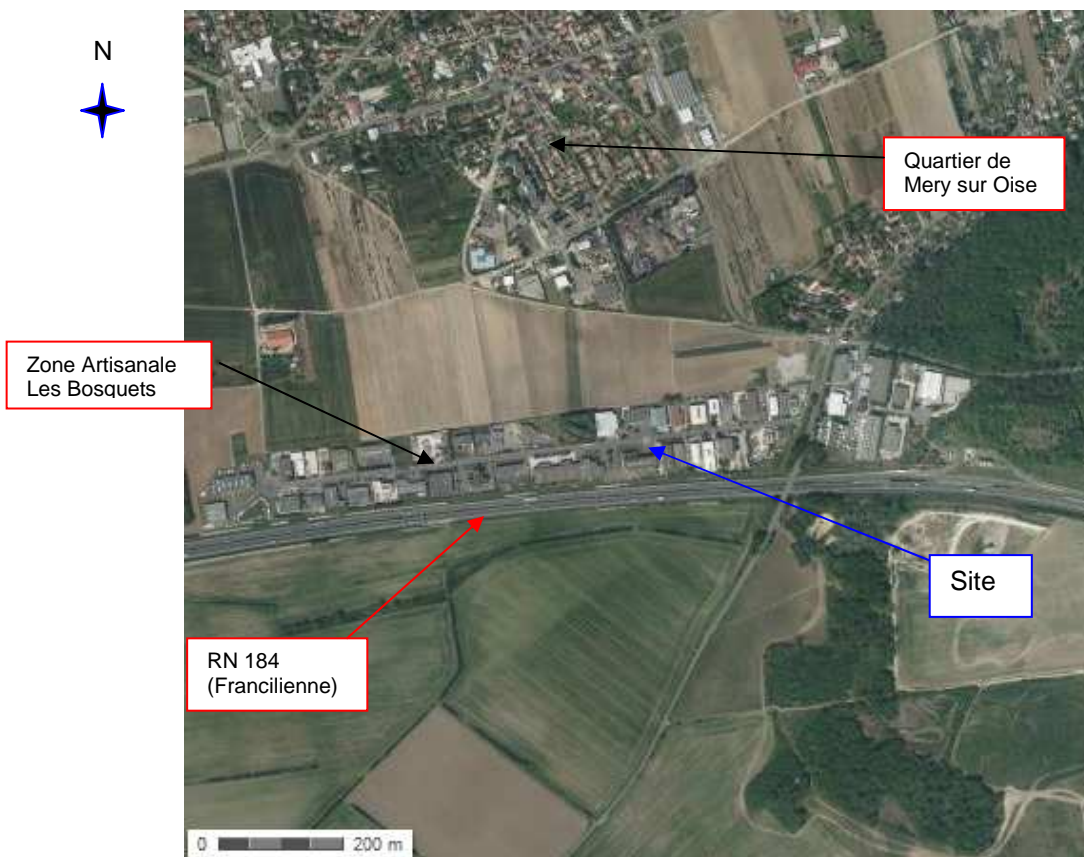 N
Quartier de
Mery sur Oise
Zone Artisanale
Les Bosquets
Site
RN 184
(Francilienne)
0 200 m